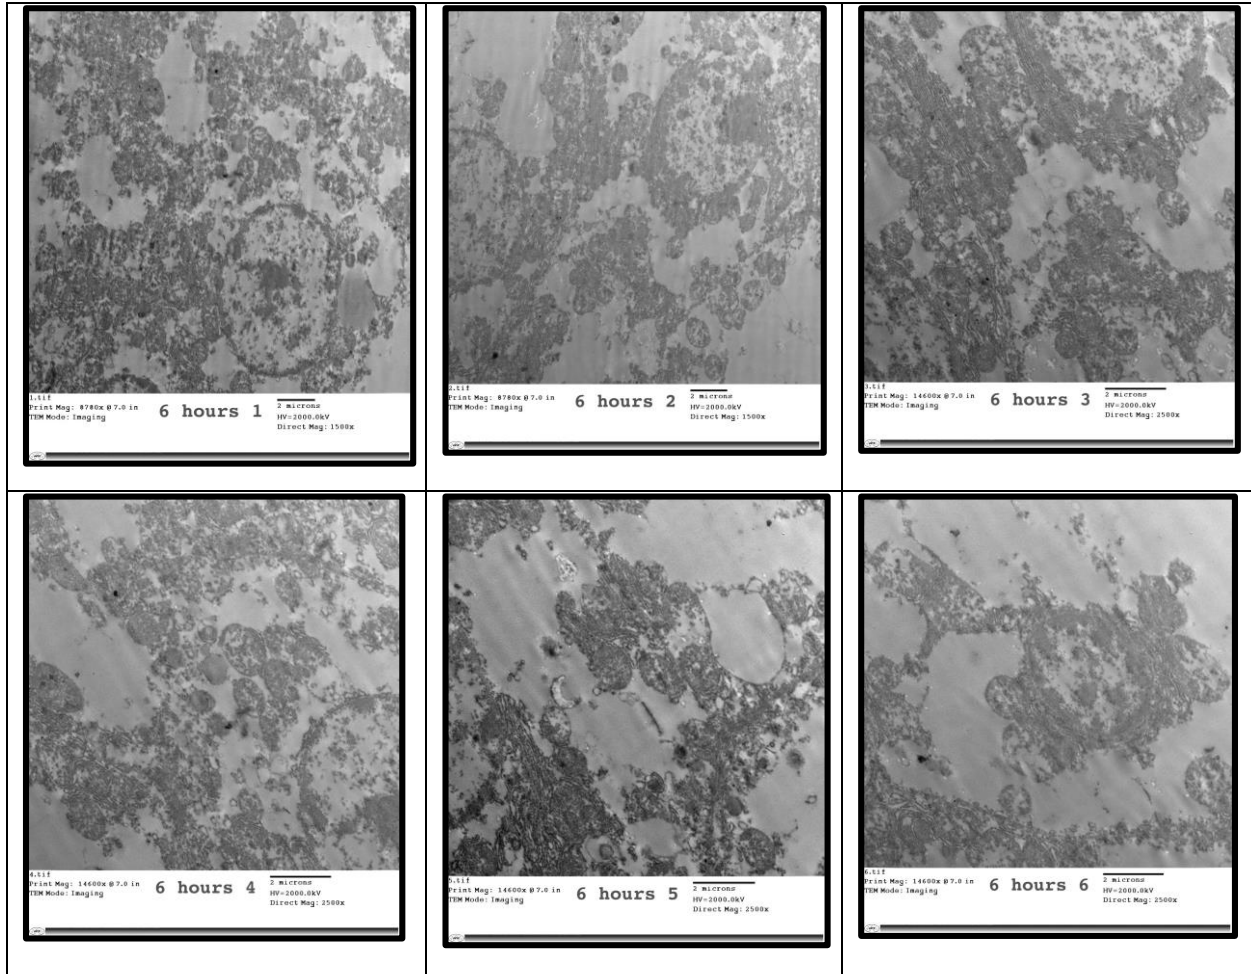 1.tif
Print Mag: 8780x @ 7.0 in
TEM Mode: Imaging
6 hours 1
2 microns
HV=2000.0kV
Direct Mag: 1500x
2.tif
Print Mag: 8780x @ 7.0 in
TEM Mode: Imaging
6 hours 2
2 microns
HV=2000.0kV
Direct Mag: 1500x
3.tif
Print Mag: 14600x @ 7.0 in
TEM Mode: Imaging
6 hours 3
2 microns
HV=2000.0kV
Direct Mag: 2500x
4.tif
Print Mag: 14600x @ 7.0 in
TEM Mode: Imaging
6 hours 4
2 microns
HV=2000.0kV
Direct Mag: 2500x
5.tif
Print Mag: 14600x @ 7.0 in
TEM Mode: Imaging
6 hours 5
2 microns
HV=2000.0kV
Direct Mag: 2500x
6.tif
Print Mag: 14600x @ 7.0 in
TEM Mode: Imaging
6 hours 6
2 microns
HV=2000.0kV
Direct Mag: 2500x